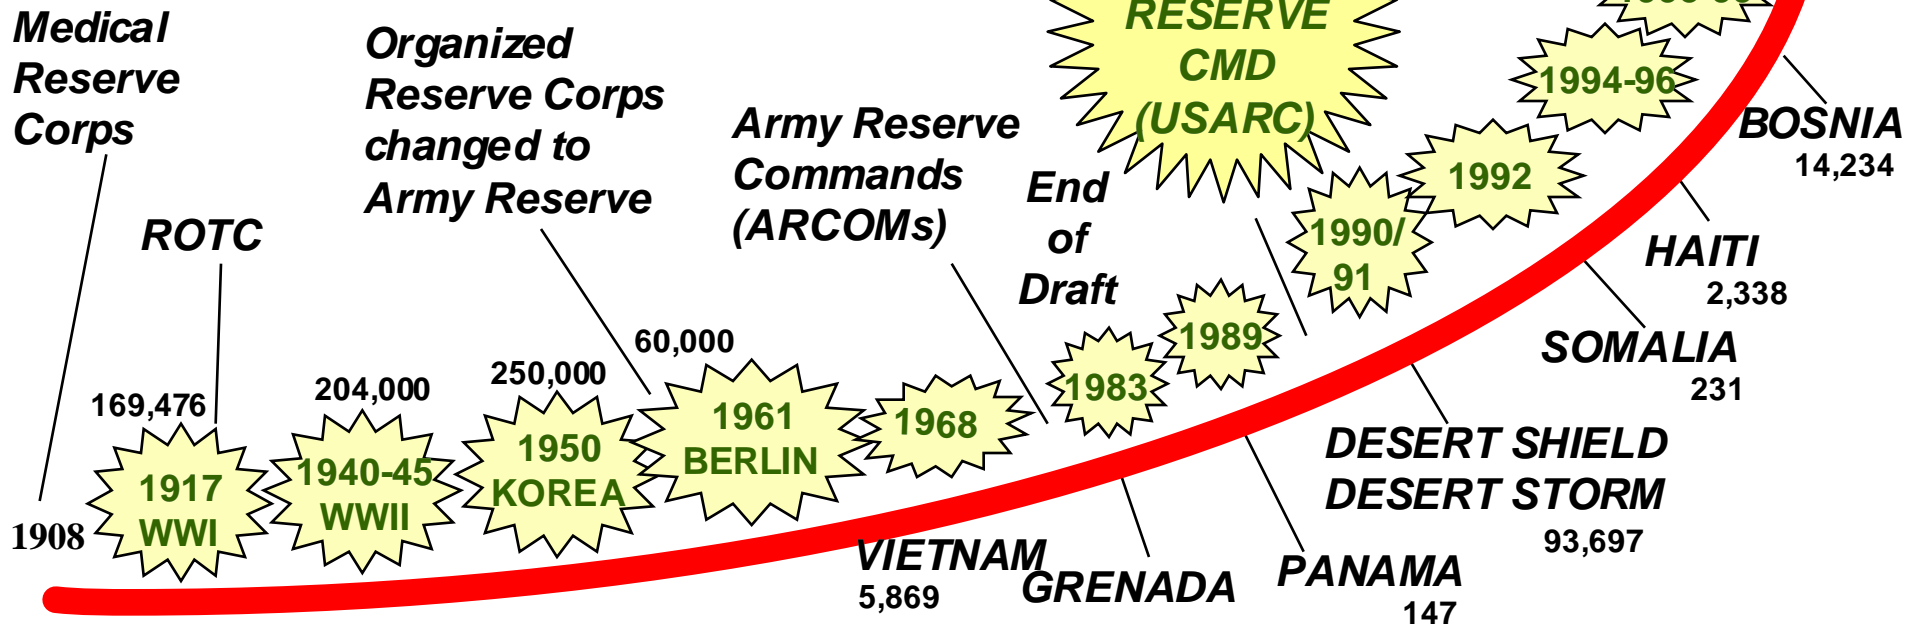 Medical
Reserve
Corps
Organized
Reserve Corps
changed to
Army Reserve
ROTC
Army Reserve
Commands
(ARCOMs)
End
of
Draft
RESERVE
CMD
(USARC)
1908
169,476
1917
WWI
204,000
1940-45
WWII
250,000
1950
KOREA
60,000
1961
BERLIN
1968
1983
1989
1990/
91
1992
1994-96
VIETNAM
5,869
GRENADA
PANAMA
147
DESERT SHIELD
DESERT STORM
93,697
SOMALIA
231
HAITI
2,338
BOSNIA
14,234